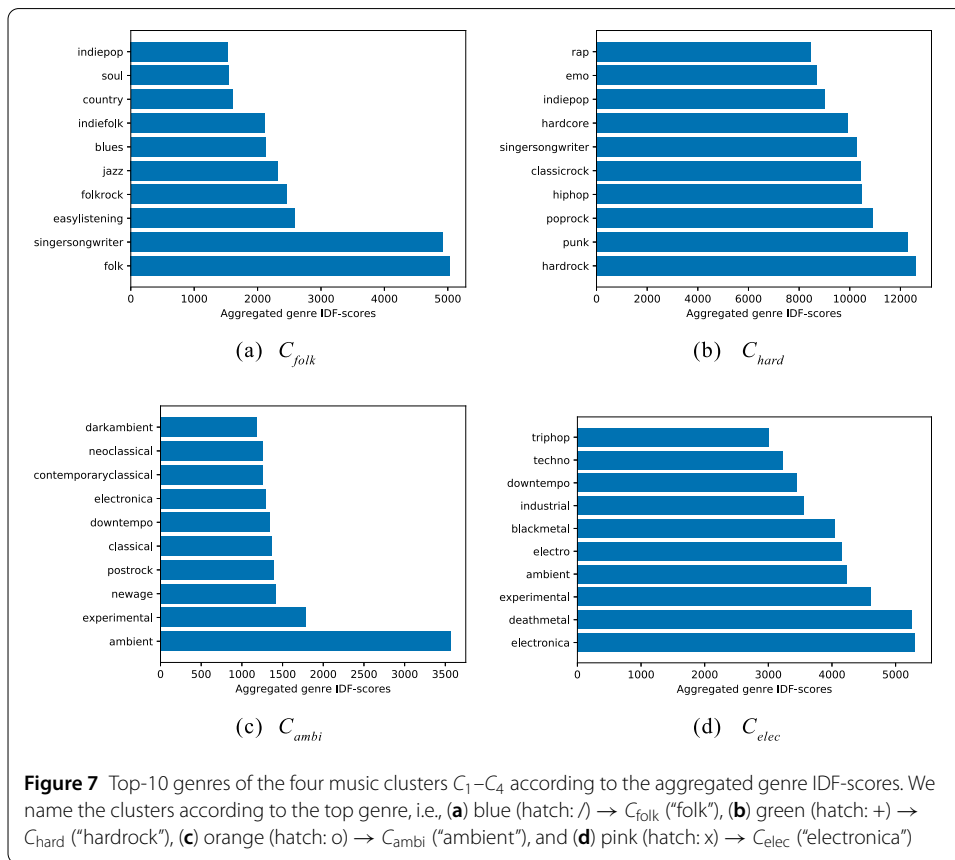 indiepop
soul
country
indiefolk
blues
jazz
folkrock
easylistening
singersongwriter
folk
0 1000 2000 3000 4000 5000
Aggregated genre IDF-scores
(a) C_folk
rap
emo
indiepop
hardcore
singersongwriter
classicrock
hiphop
poprock
punk
hardrock
0 2000 4000 6000 8000 10000 12000
Aggregated genre IDF-scores
(b) C_hard
darkambient
neoclassical
contemporaryclassical
electronica
downtempo
classical
postrock
newage
experimental
ambient
0 500 1000 1500 2000 2500 3000 3500
Aggregated genre IDF-scores
(c) C_ambi
triphop
techno
downtempo
industrial
blackmetal
electro
ambient
experimental
deathmetal
electronica
0 1000 2000 3000 4000 5000
Aggregated genre IDF-scores
(d) C_elec
Figure 7 Top-10 genres of the four music clusters C1–C4 according to the aggregated genre IDF-scores. We
name the clusters according to the top genre, i.e., (a) blue (hatch: /) → Cfolk (“folk”), (b) green (hatch: +) →
Chard (“hardrock”), (c) orange (hatch: o) → Cambi (“ambient”), and (d) pink (hatch: x) → Celec (“electronica”)